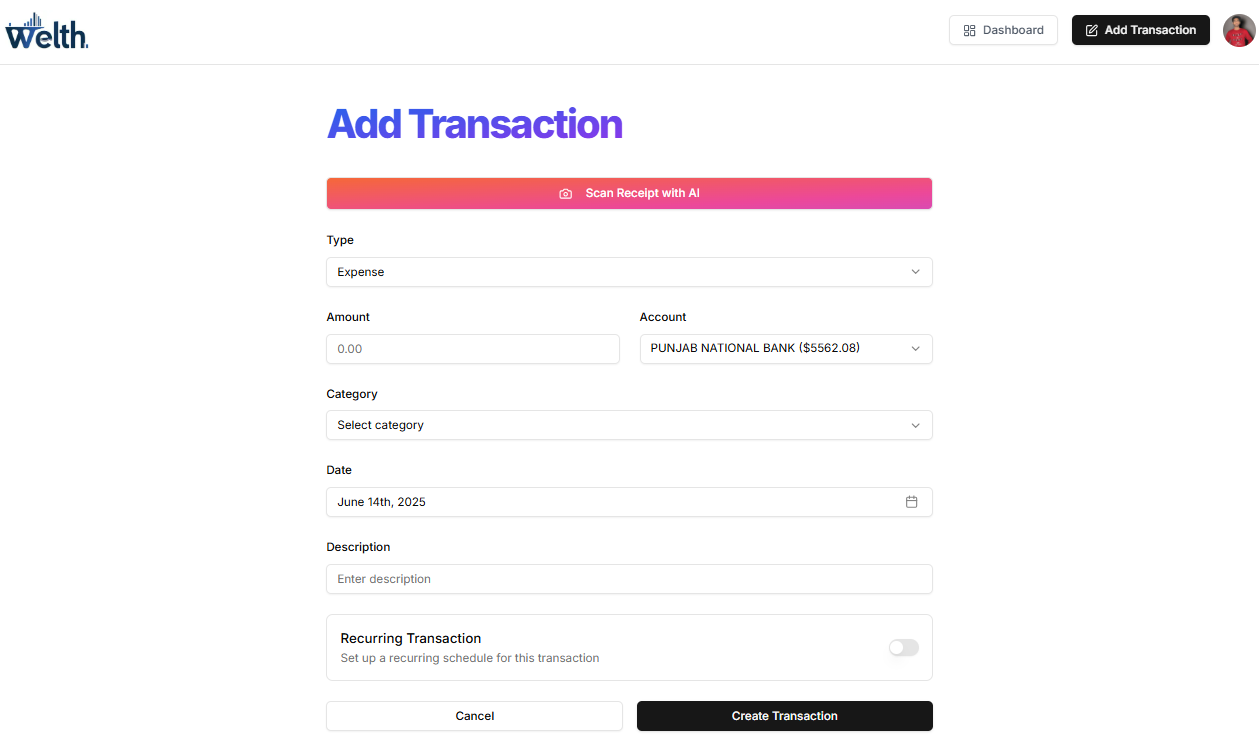 Welth.
Dashboard
Add Transaction
Add Transaction
Scan Receipt with AI
Type
Expense
Amount
Account
0.00
PUNJAB NATIONAL BANK ($5562.08)
Category
Select category
Date
June 14th, 2025
Description
Enter description
Recurring Transaction
Set up a recurring schedule for this transaction
Cancel
Create Transaction